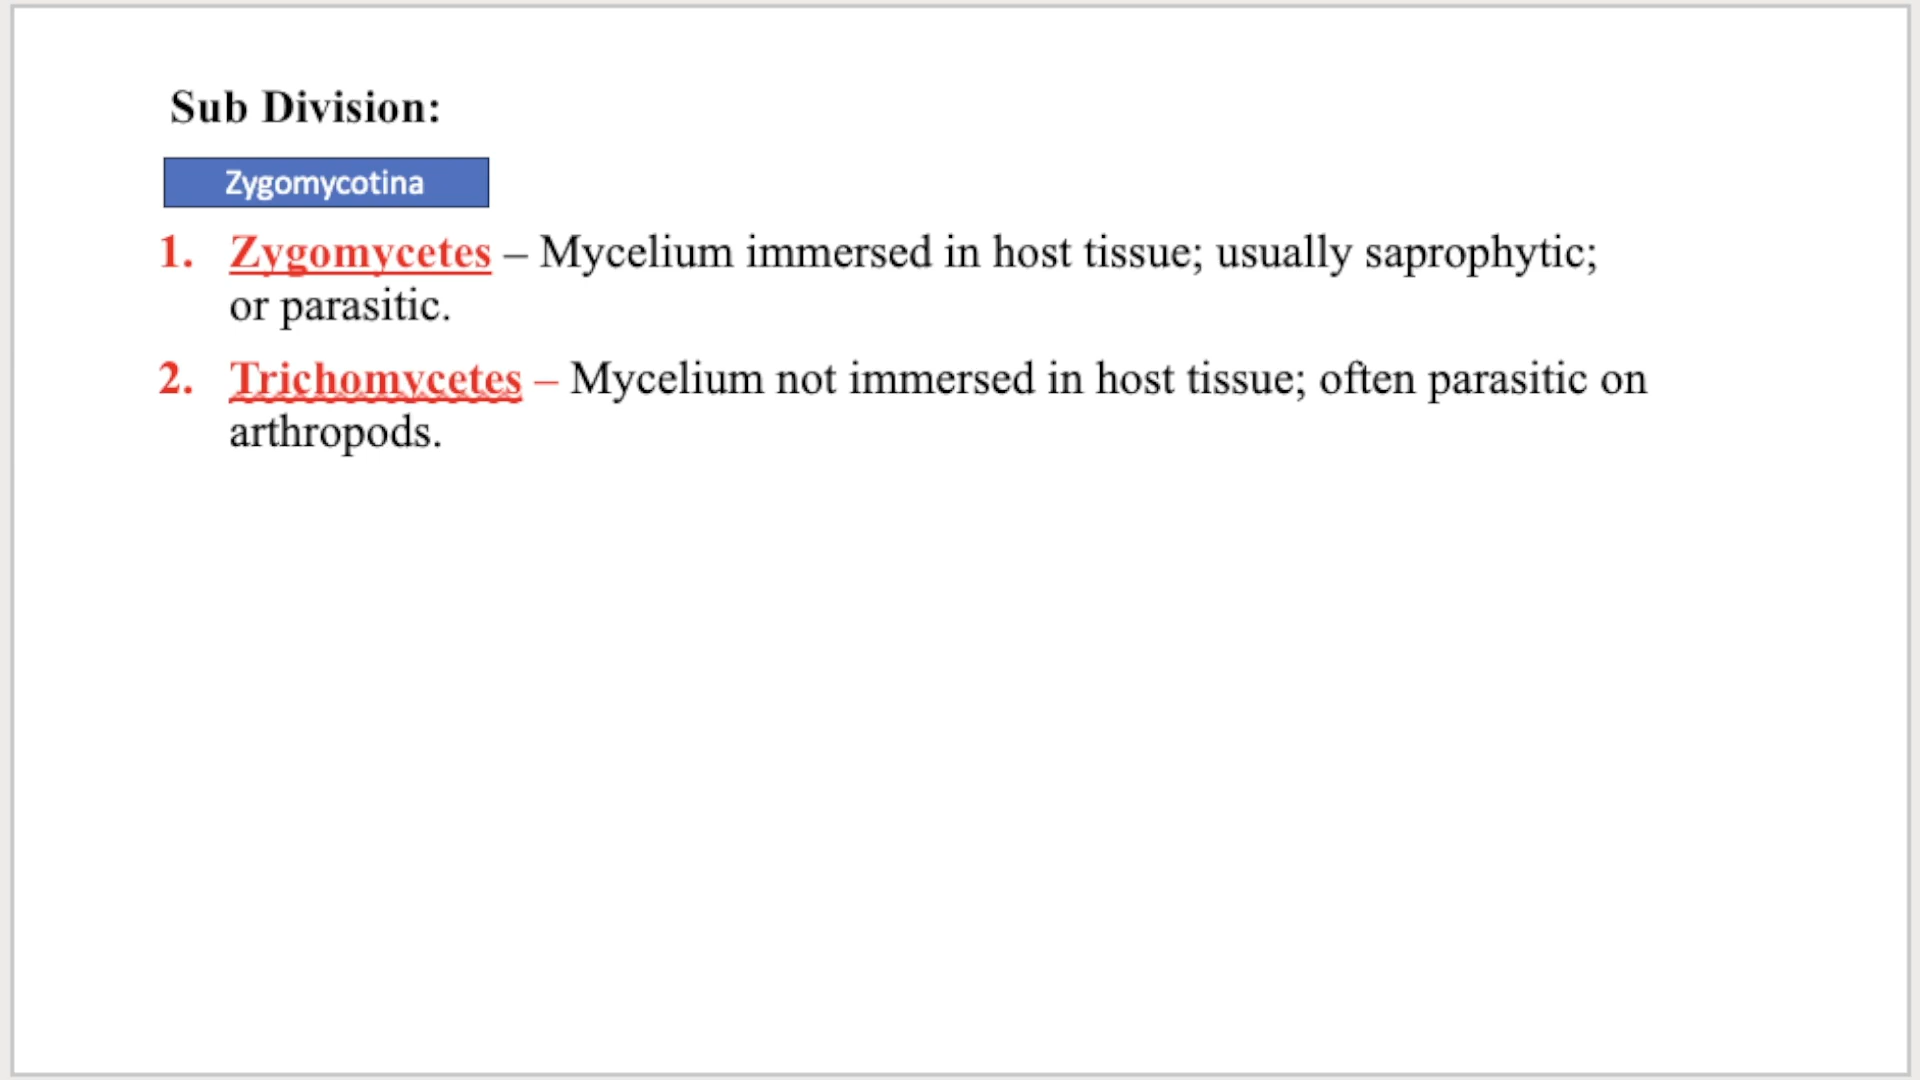 Sub Division:
Zygomycotina
1. Zygomycetes – Mycelium immersed in host tissue; usually saprophytic;
or parasitic.
2. Trichomycetes – Mycelium not immersed in host tissue; often parasitic on
arthropods.